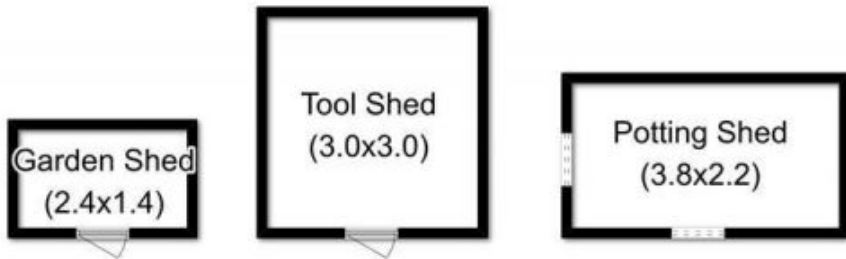 Garden Shed
(2.4x1.4)
Tool Shed
(3.0x3.0)
Potting Shed
(3.8x2.2)